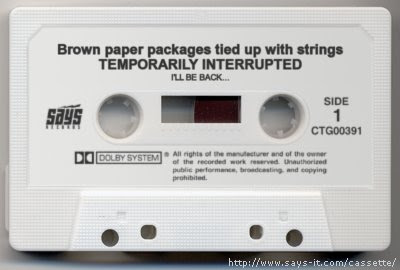 Brown paper packages tied up with strings
TEMPORARILY INTERRUPTED
I'LL BE BACK...
says
RECORDS
SIDE
1
CTG00391
DOLBY SYSTEM ®
All rights of the manufacturer and of the owner
of the recorded work reserved. Unauthorized
public performance, broadcasting, and copying
prohibited.
http://www.says-it.com/cassette/